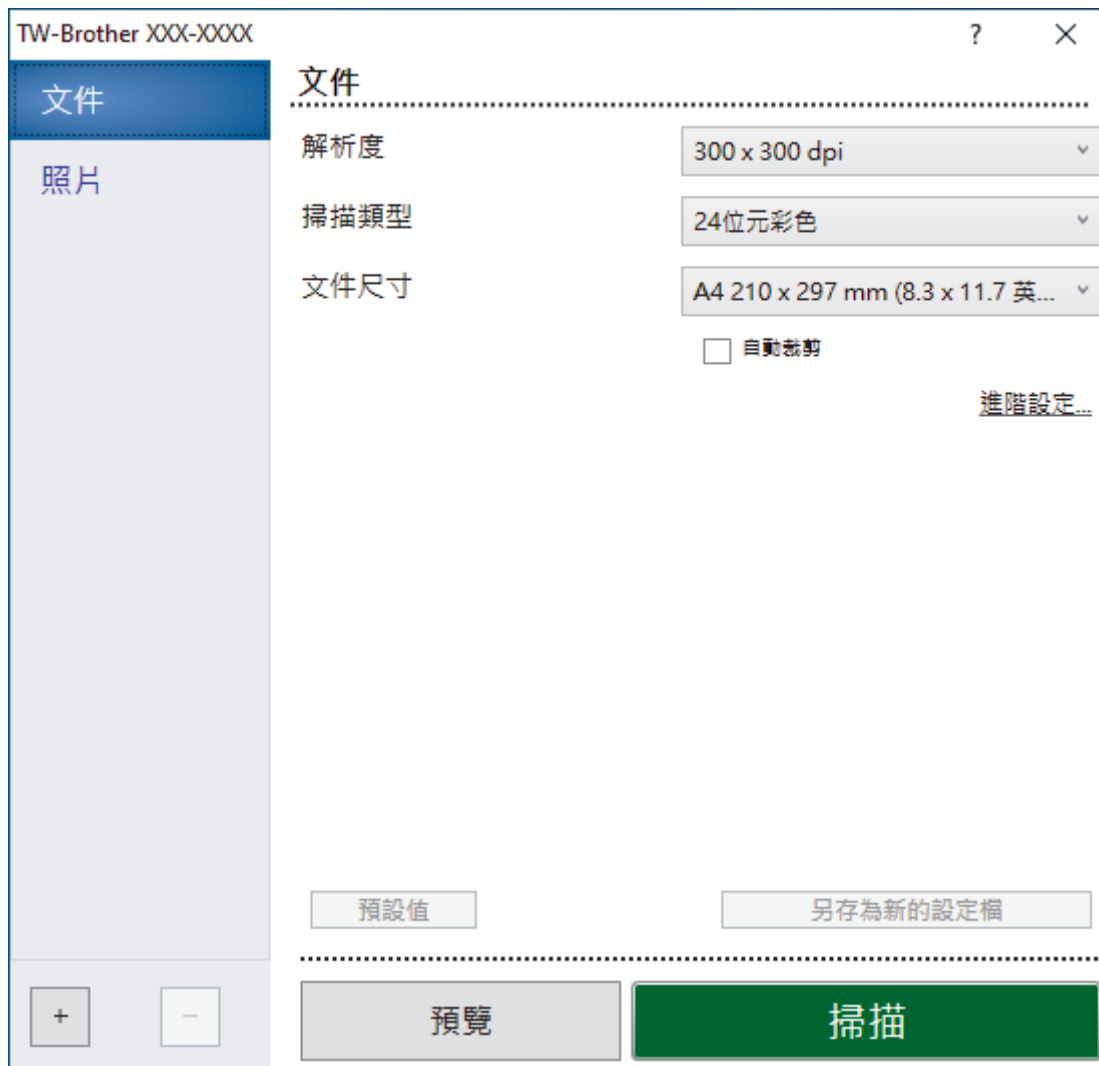 TW-Brother XXX-XXXX ? ×
文件
照片
文件
解析度 300 x 300 dpi
掃描類型 24位元彩色
文件尺寸 A4 210 x 297 mm (8.3 x 11.7 英...
自動裁剪
進階設定...
預設值 另存為新的設定檔
+ −
預覽 掃描